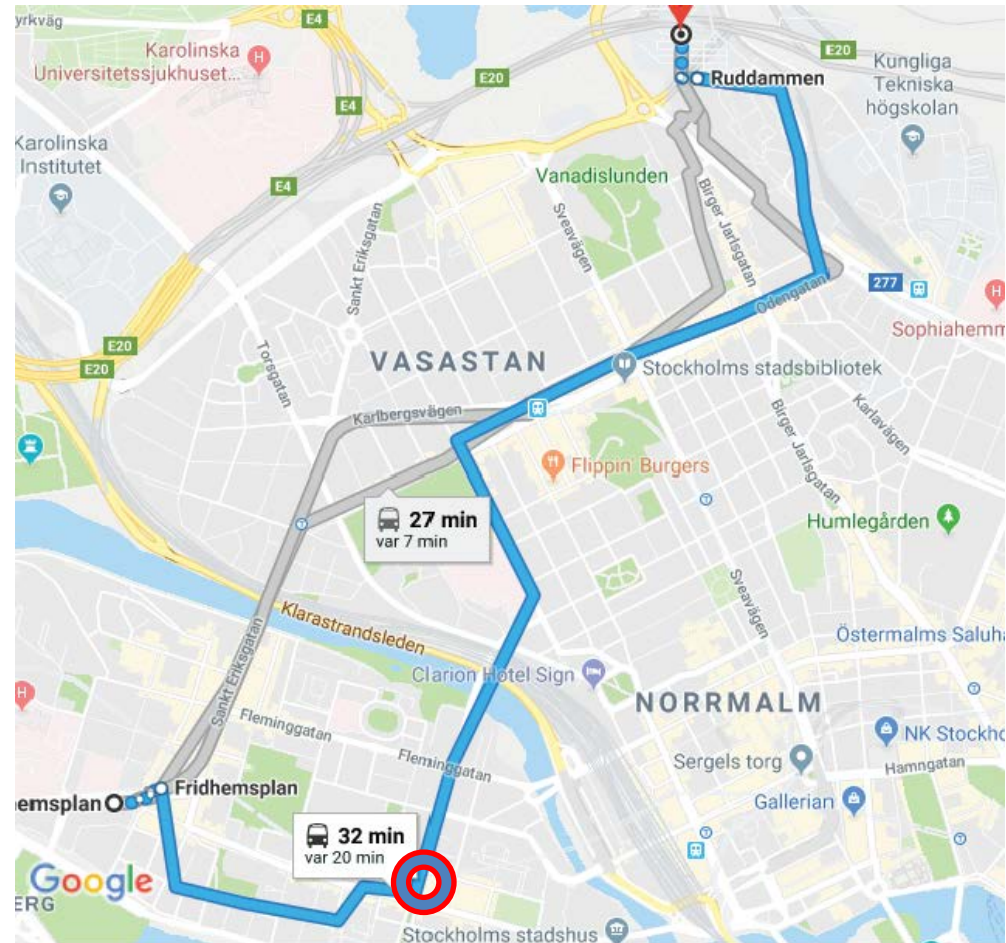 yrkväg
E4
Karolinska
Universitetssjukhuset...
H
E20
E4
E20
Kungliga
Tekniska
högskolan
Ruddammen
Karolinska
Institutet
E4
Vanadislunden
Sveavägen
Birger Jarlsgatan
Sankt Eriksgatan
277
Odengatan
H
Sophiahemm
E20
E20
Torsgatan
VASASTAN
Stockholms stadsbibliotek
Karlbergsvägen
Karlavägen
Birger Jarlsgatan
Flippin' Burgers
27 min
var 7 min
Humlegården
Klarastrandsleden
Sveavägen
Östermalms Saluha
Clarion Hotel Sign
H
Sankt Eriksgatan
NORRMALM
Fleminggatan
Fleminggatan
NK Stockho
Sergels torg
Hamngatan
Fridhemsplan
emsplan
Gallerian
32 min
var 20 min
Google
ERG
Stockholms stadshus